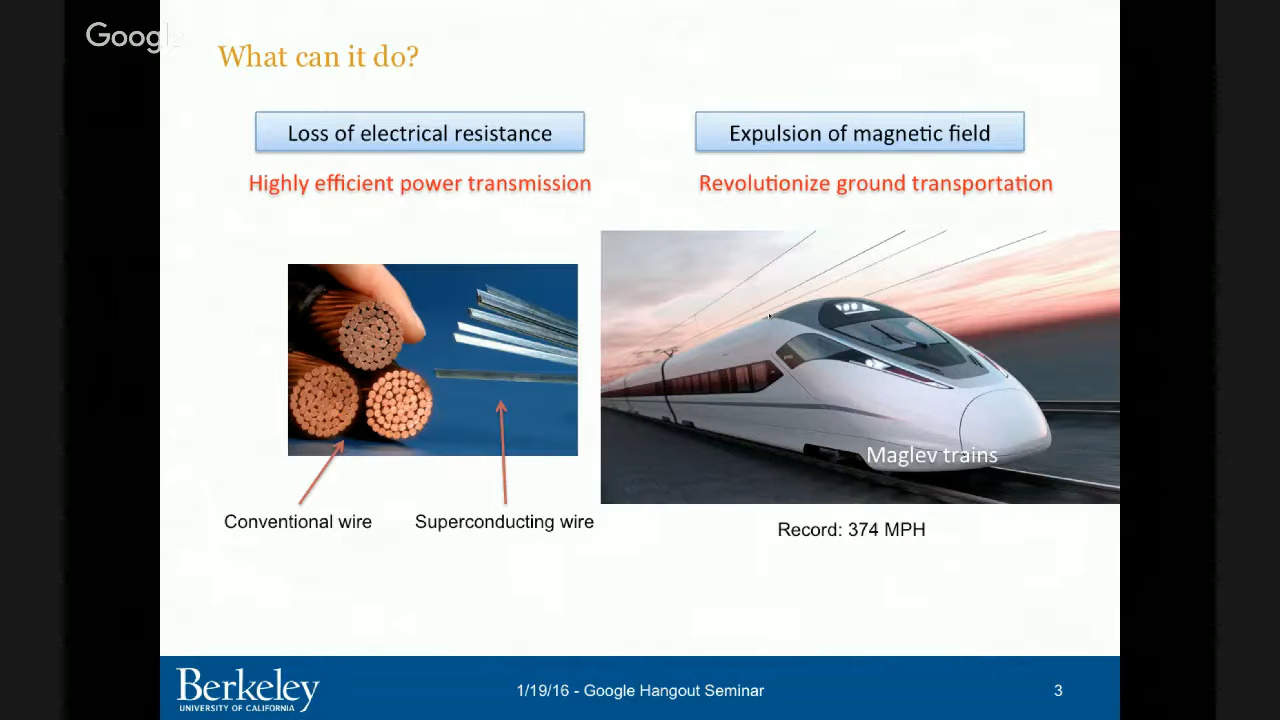 Google
What can it do?
Loss of electrical resistance
Expulsion of magnetic field
Highly efficient power transmission
Revolutionize ground transportation
Maglev trains
Conventional wire
Superconducting wire
Record: 374 MPH
Berkeley
UNIVERSITY OF CALIFORNIA
1/19/16 - Google Hangout Seminar
3